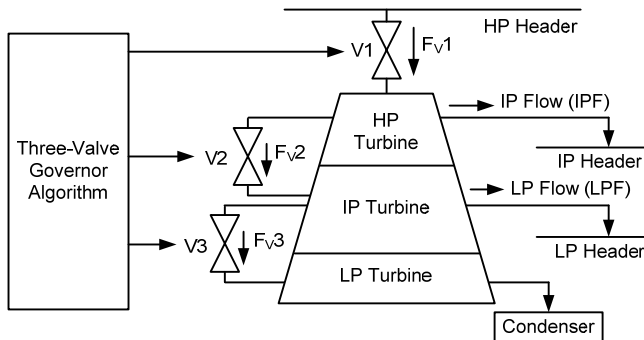 HP Header
V1
FV1
Three-Valve
Governor
Algorithm
HP
Turbine
IP Flow (IPF)
IP Header
V2
FV2
IP Turbine
LP Flow (LPF)
LP Header
V3
FV3
LP Turbine
Condenser